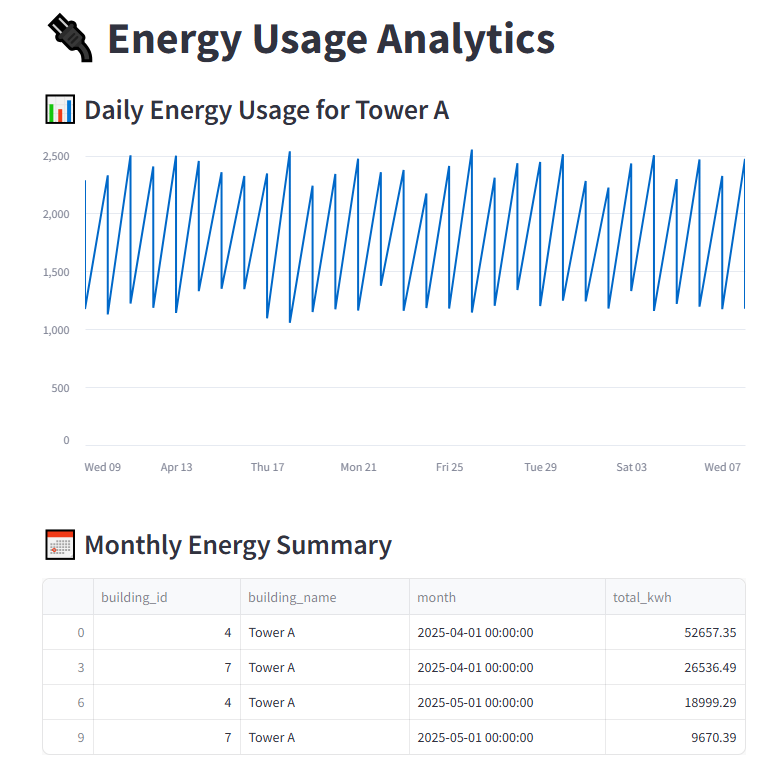 Energy Usage Analytics
Daily Energy Usage for Tower A
2,500
2,000
1,500
1,000
500
0
Wed 09 Apr 13 Thu 17 Mon 21 Fri 25 Tue 29 Sat 03 Wed 07
Monthly Energy Summary
building_id building_name month total_kwh
0 4 Tower A 2025-04-01 00:00:00 52657.35
3 7 Tower A 2025-04-01 00:00:00 26536.49
6 4 Tower A 2025-05-01 00:00:00 18999.29
9 7 Tower A 2025-05-01 00:00:00 9670.39